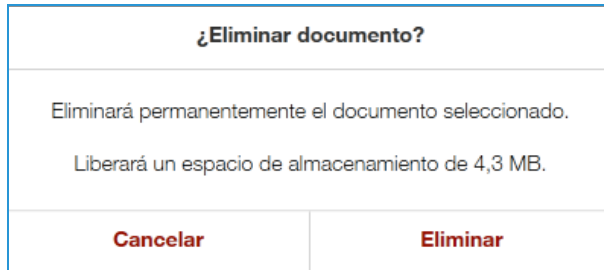 ¿Eliminar documento?
Eliminará permanentemente el documento seleccionado.
Liberará un espacio de almacenamiento de 4,3 MB.
Cancelar
Eliminar